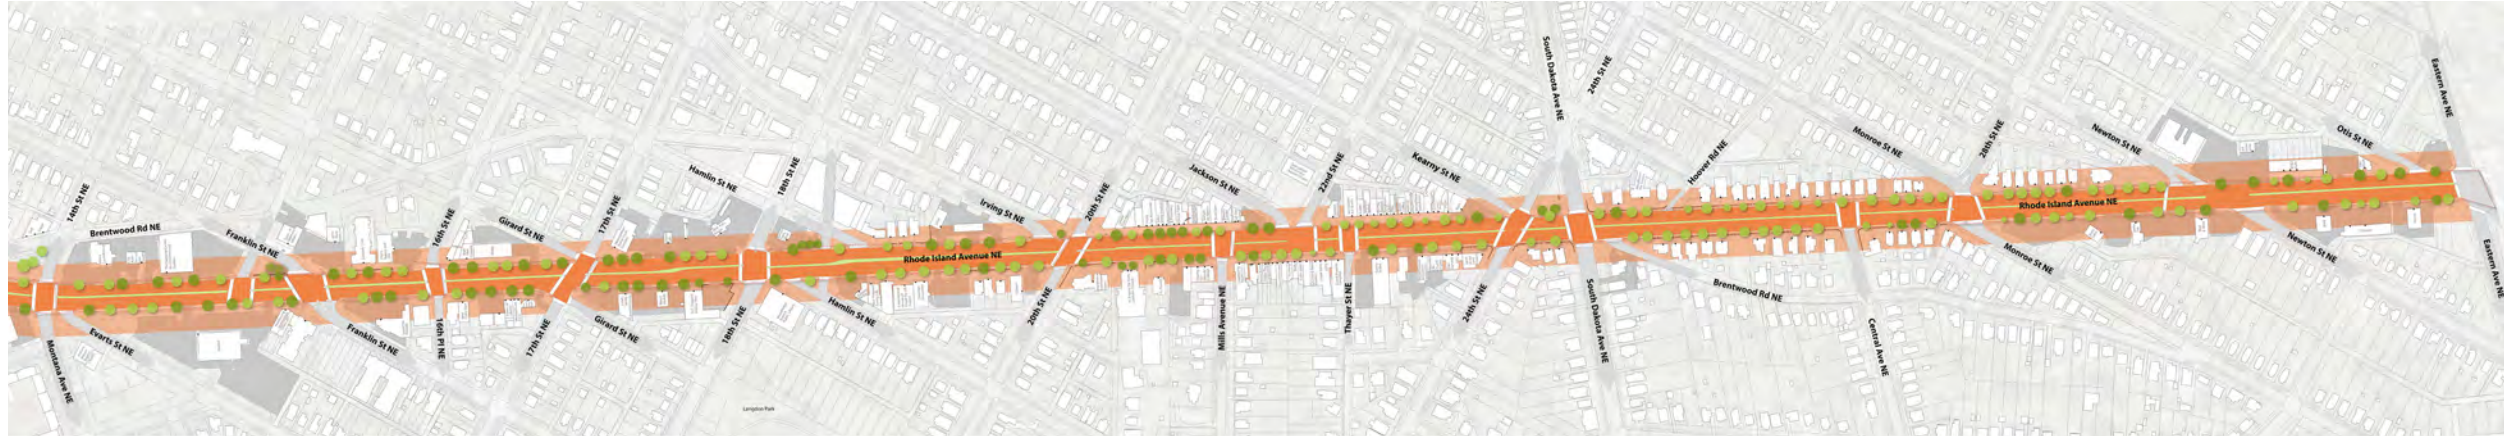 14th St NE
Brentwood Rd NE
Montana Ave NE
Evarts St NE
Franklin St NE
Franklin St NE
16th St NE
16th Pl NE
Girard St NE
17th St NE
17th St NE
Girard St NE
Hamlin St NE
18th St NE
18th St NE
Hamlin St NE
Langdon Park
Rhode Island Avenue NE
Irving St NE
20th St NE
20th St NE
Jackson St NE
Mills Avenue NE
22nd St NE
Thayer St NE
Kearny St NE
24th St NE
South Dakota Ave NE
24th St NE
South Dakota Ave NE
Hoover Rd NE
Brentwood Rd NE
Monroe St NE
Central Ave NE
28th St NE
Monroe St NE
Rhode Island Avenue NE
Newton St NE
Newton St NE
Otis St NE
Eastern Ave NE
Eastern Ave NE